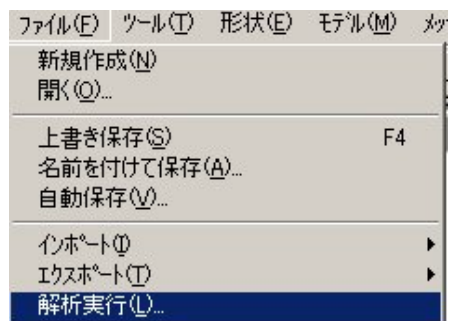 ファイル(F) ツール(T) 形状(E) モデル(M) メッ
新規作成(N)
開く(O)...
上書き保存(S) F4
名前を付けて保存(A)...
自動保存(V)...
インポート(I)
エクスポート(T)
解析実行(L)...